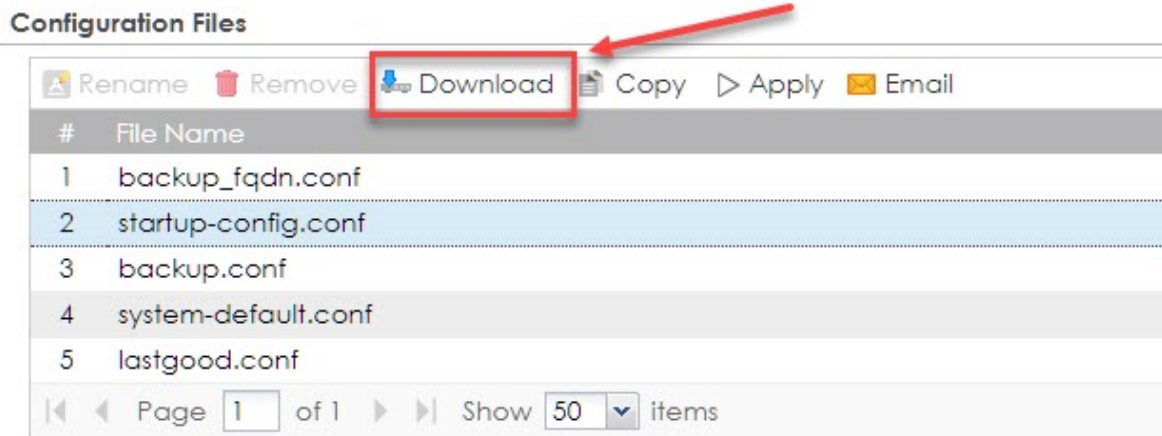 Configuration Files
Rename Remove Download Copy Apply Email
# File Name
1 backup_fqdn.conf
2 startup-config.conf
3 backup.conf
4 system-default.conf
5 lastgood.conf
Page 1 of 1 Show 50 items